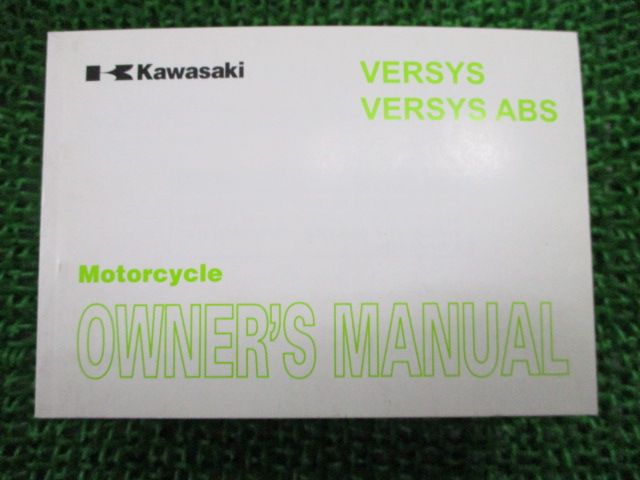 Kawasaki
VERSYS
VERSYS ABS
Motorcycle
OWNER'S MANUAL